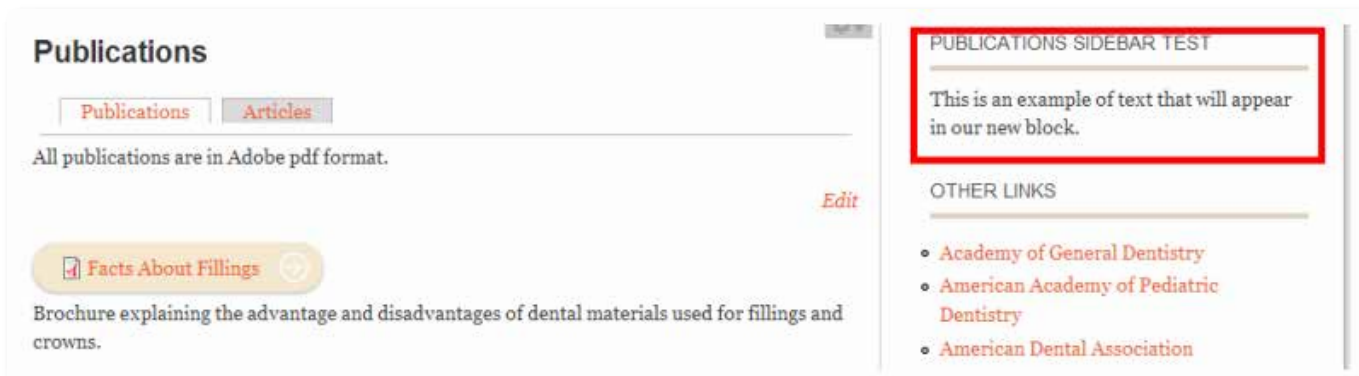 Publications
Publications
Articles
All publications are in Adobe pdf format.
Edit
Facts About Fillings
Brochure explaining the advantage and disadvantages of dental materials used for fillings and
crowns.
PUBLICATIONS SIDEBAR TEST
This is an example of text that will appear
in our new block.
OTHER LINKS
Academy of General Dentistry
American Academy of Pediatric
Dentistry
American Dental Association